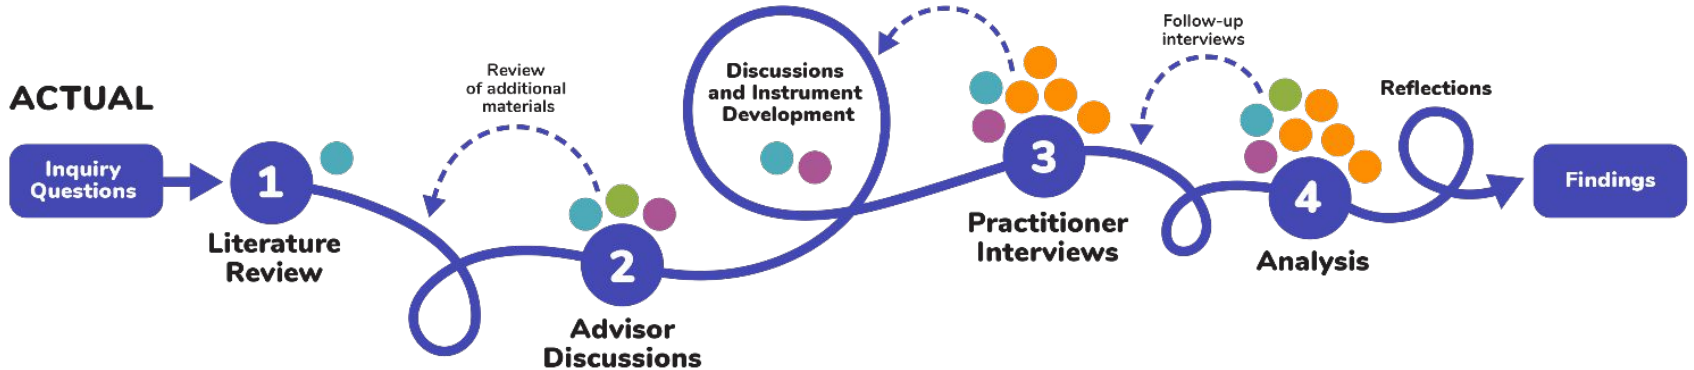 ACTUAL
Inquiry
Questions
1
Literature
Review
Review
of additional
materials
2
Advisor
Discussions
Discussions
and Instrument
Development
3
Practitioner
Interviews
Follow-up
interviews
4
Analysis
Reflections
Findings